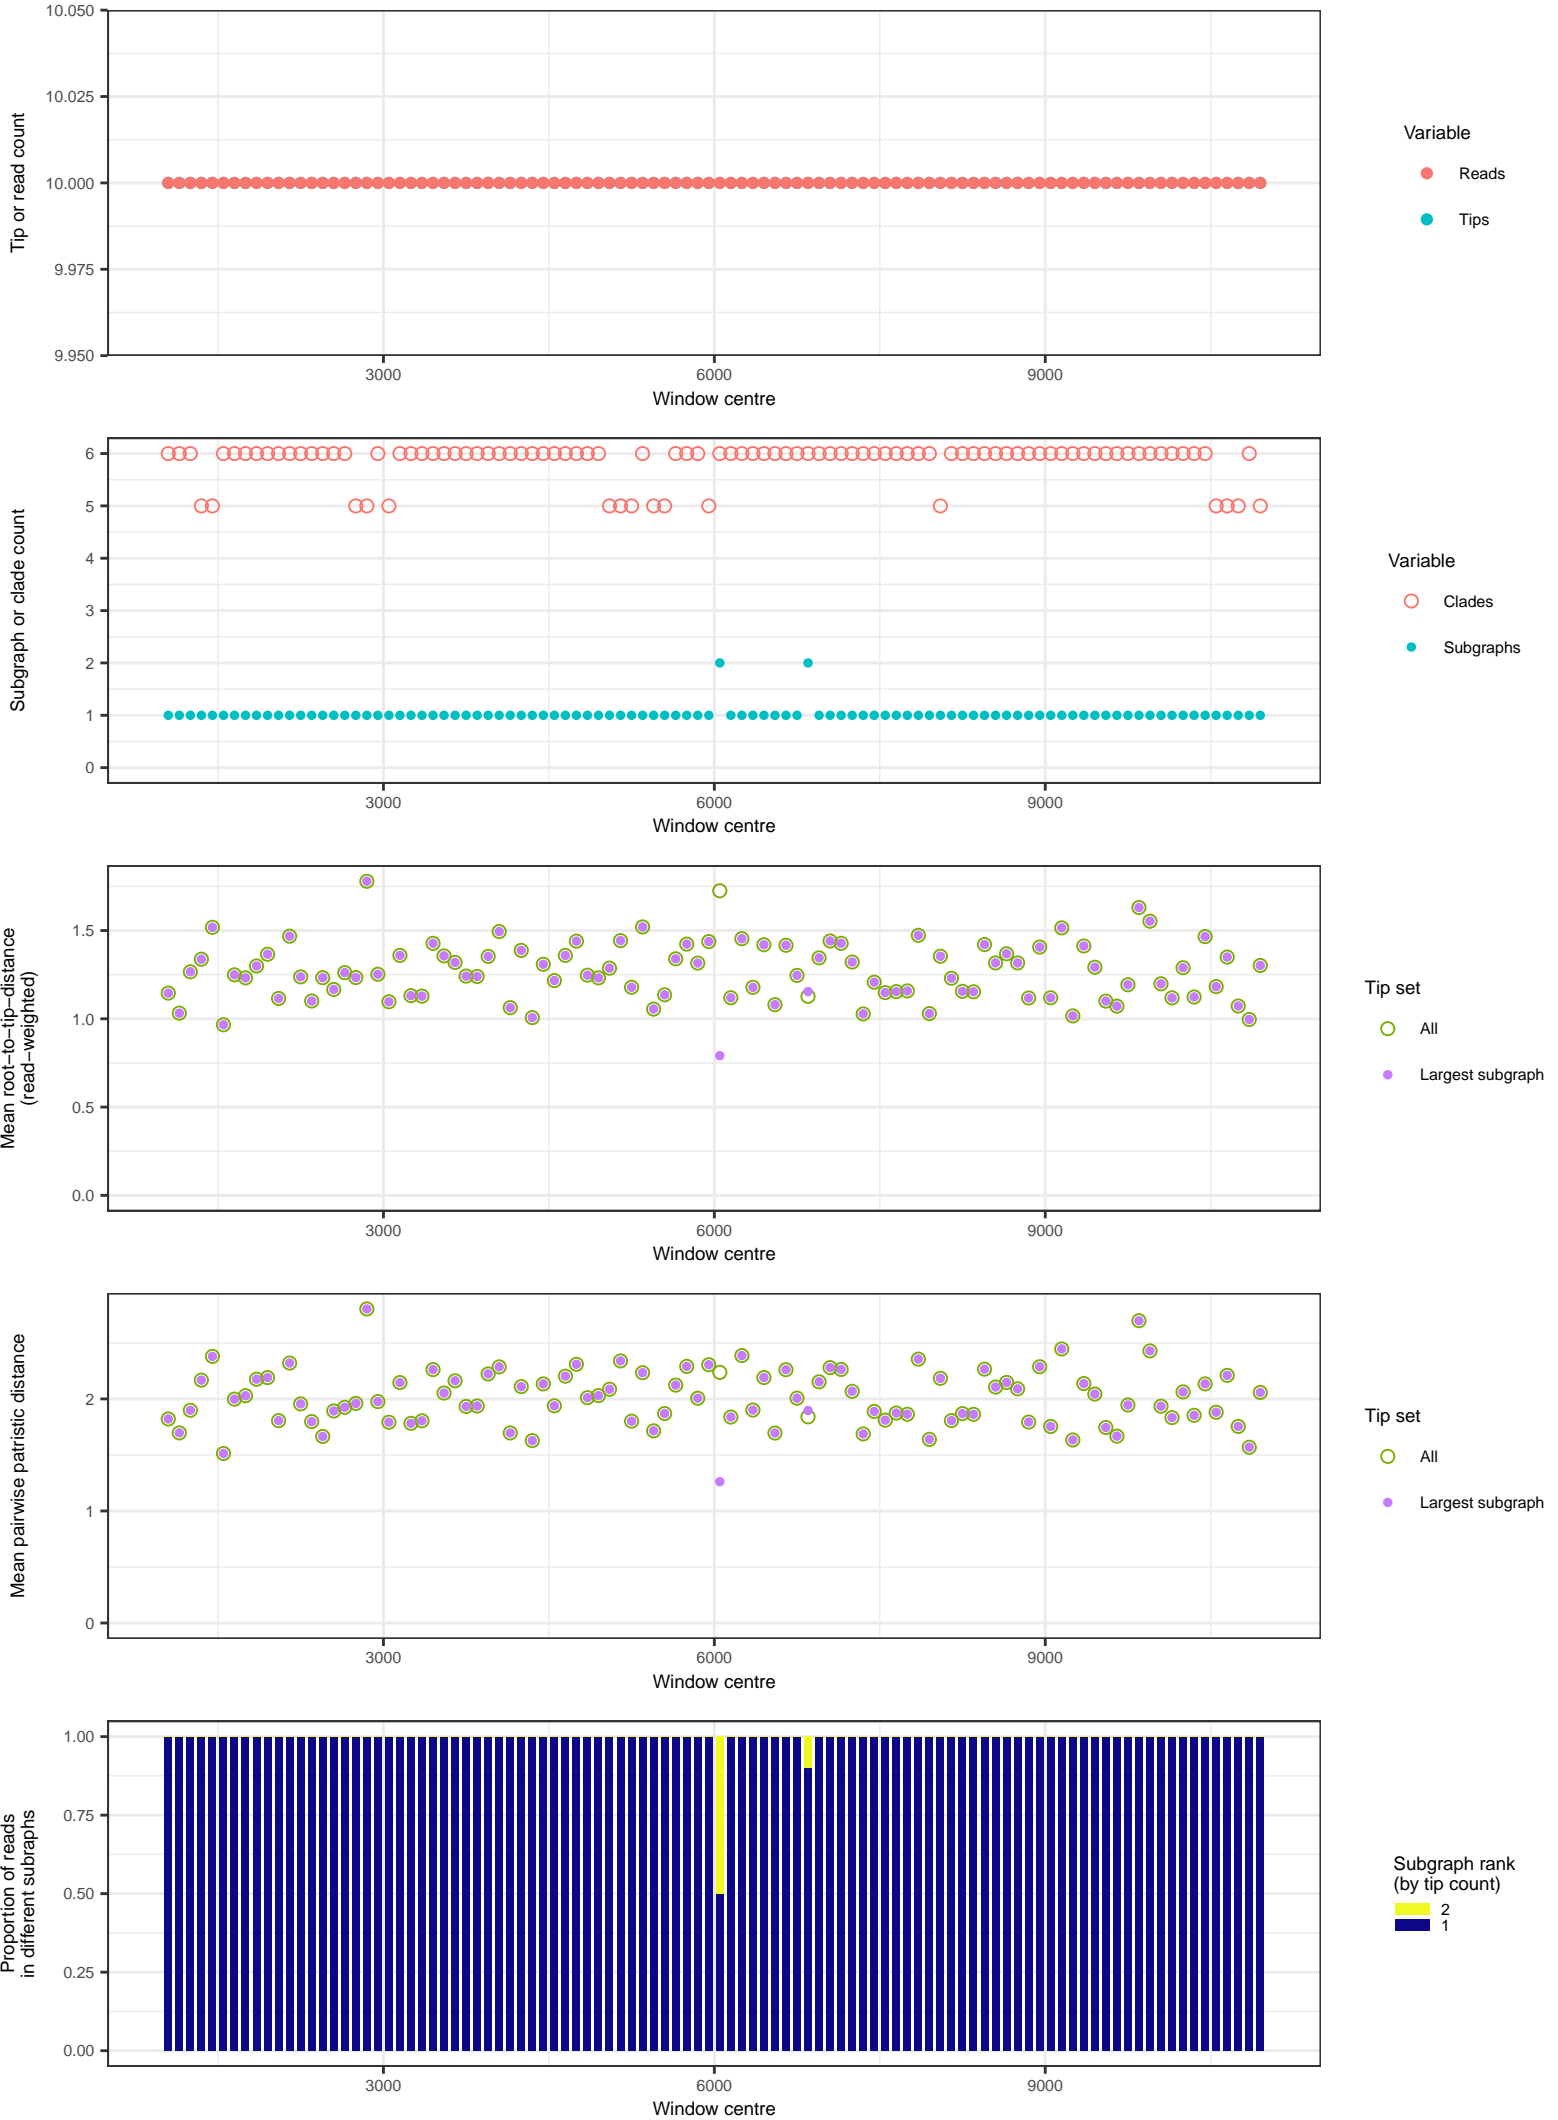 10.050
10.025
10.000
9.975
9.950
Tip or read count
3000 6000 9000
Window centre
Variable
Reads
Tips
6
5
4
3
2
1
0
Subgraph or clade count
3000 6000 9000
Window centre
Variable
Clades
Subgraphs
1.5
1.0
0.5
0.0
Mean root−to−tip−distance
(read−weighted)
3000 6000 9000
Window centre
Tip set
All
Largest subgraph
2
1
0
Mean pairwise patristic distance
3000 6000 9000
Window centre
Tip set
All
Largest subgraph
1.00
0.75
0.50
0.25
0.00
Proportion of reads
in different subraphs
3000 6000 9000
Window centre
Subgraph rank
(by tip count)
2
1